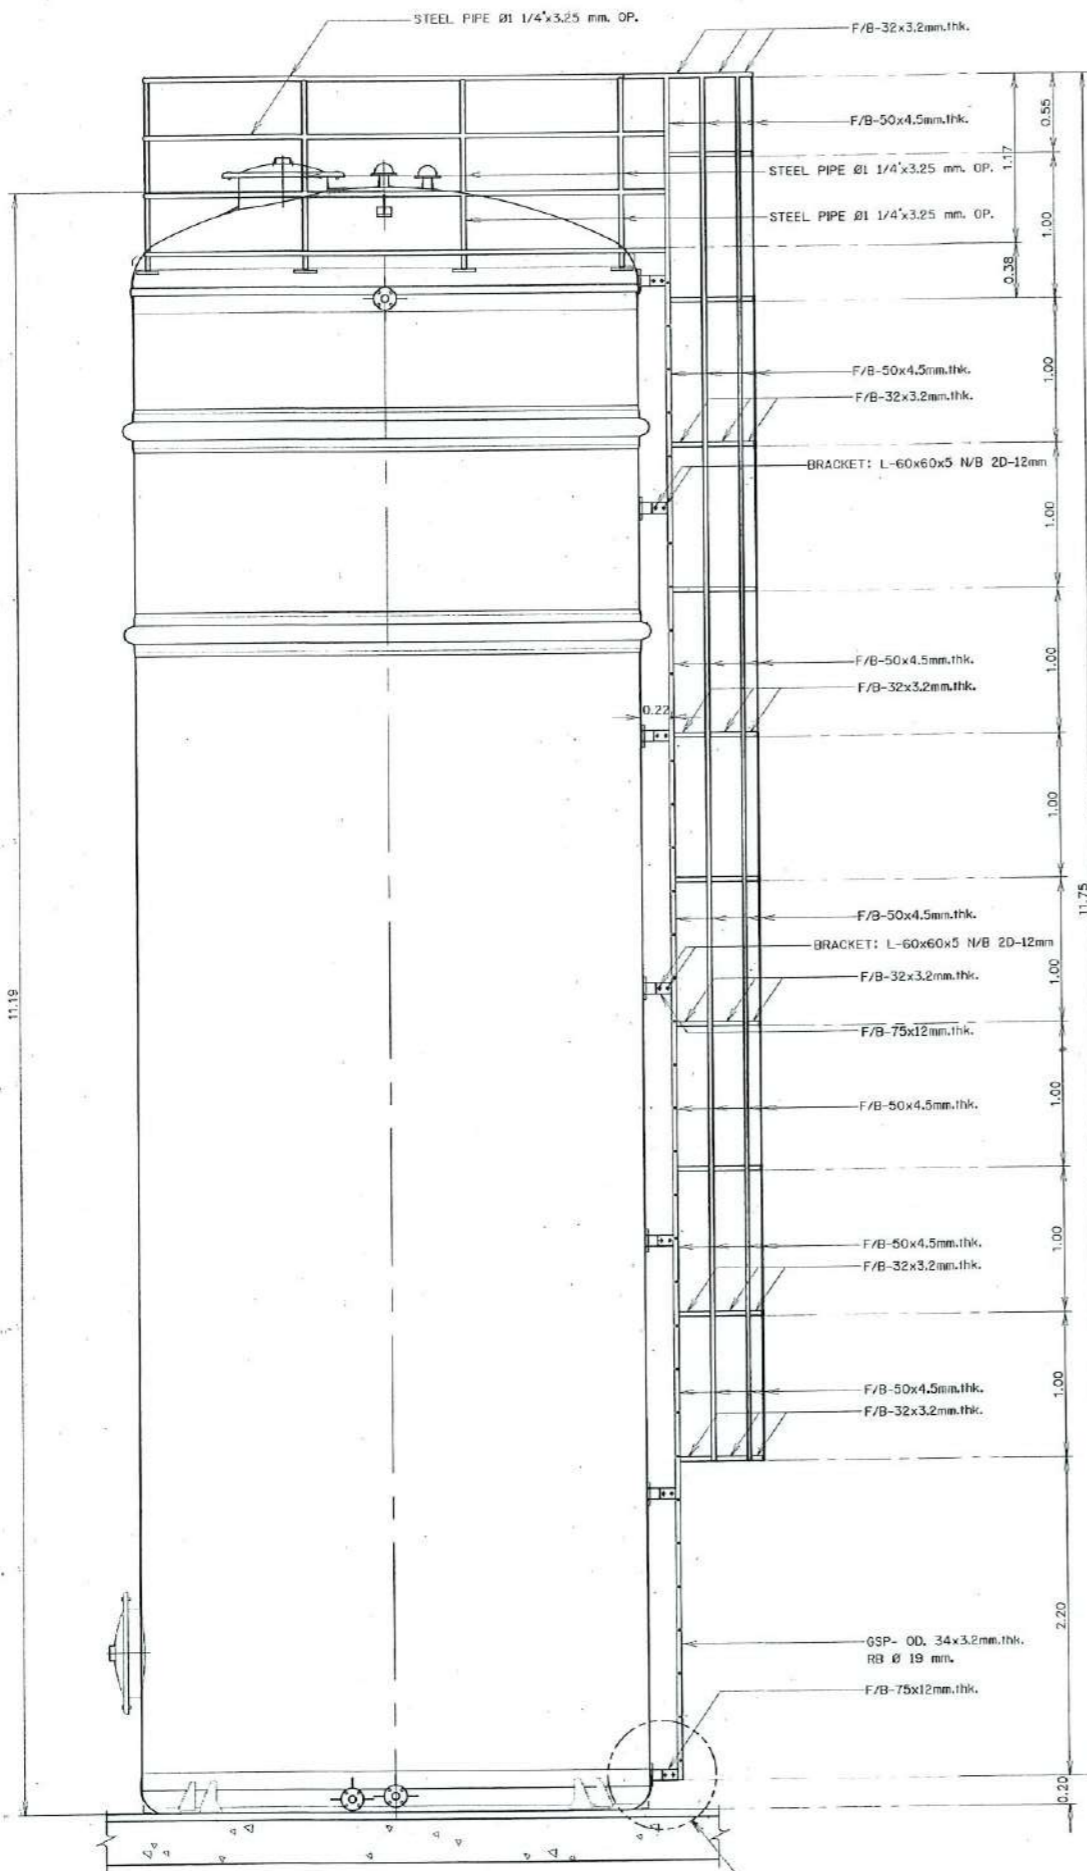 STEEL PIPE Ø1 1/4"x3.25 mm. OP.
F/B-32x3.2mm.thk.
F/B-50x4.5mm.thk.
0.55
1.17
STEEL PIPE Ø1 1/4"x3.25 mm. OP.
1.00
STEEL PIPE Ø1 1/4"x3.25 mm. OP.
0.38
F/B-50x4.5mm.thk.
1.00
F/B-32x3.2mm.thk.
BRACKET: L-60x60x5 N/B 2D-12mm
1.00
F/B-50x4.5mm.thk.
1.00
F/B-32x3.2mm.thk.
0.22
1.00
11.75
F/B-50x4.5mm.thk.
BRACKET: L-60x60x5 N/B 2D-12mm
1.00
F/B-32x3.2mm.thk.
11.19
F/B-75x12mm.thk.
1.00
F/B-50x4.5mm.thk.
1.00
F/B-50x4.5mm.thk.
F/B-32x3.2mm.thk.
1.00
F/B-50x4.5mm.thk.
F/B-32x3.2mm.thk.
2.20
GSP- OD. 34x3.2mm.thk.
RB Ø 19 mm.
F/B-75x12mm.thk.
0.20